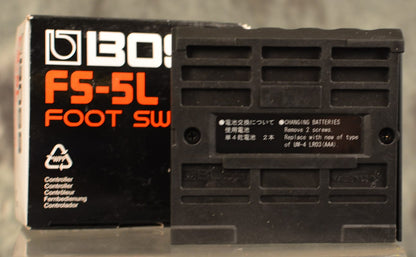 BOS
FS-5L
FOOT SW
Controller
Controller
Contrôleur
Fernbedienung
Controlador
●電池交換について
使用電池
単4乾電池 2本
●CHANGING BATTERIES
Remove 2 screws.
Replace with new of type
of UM-4 LR03(AAA)